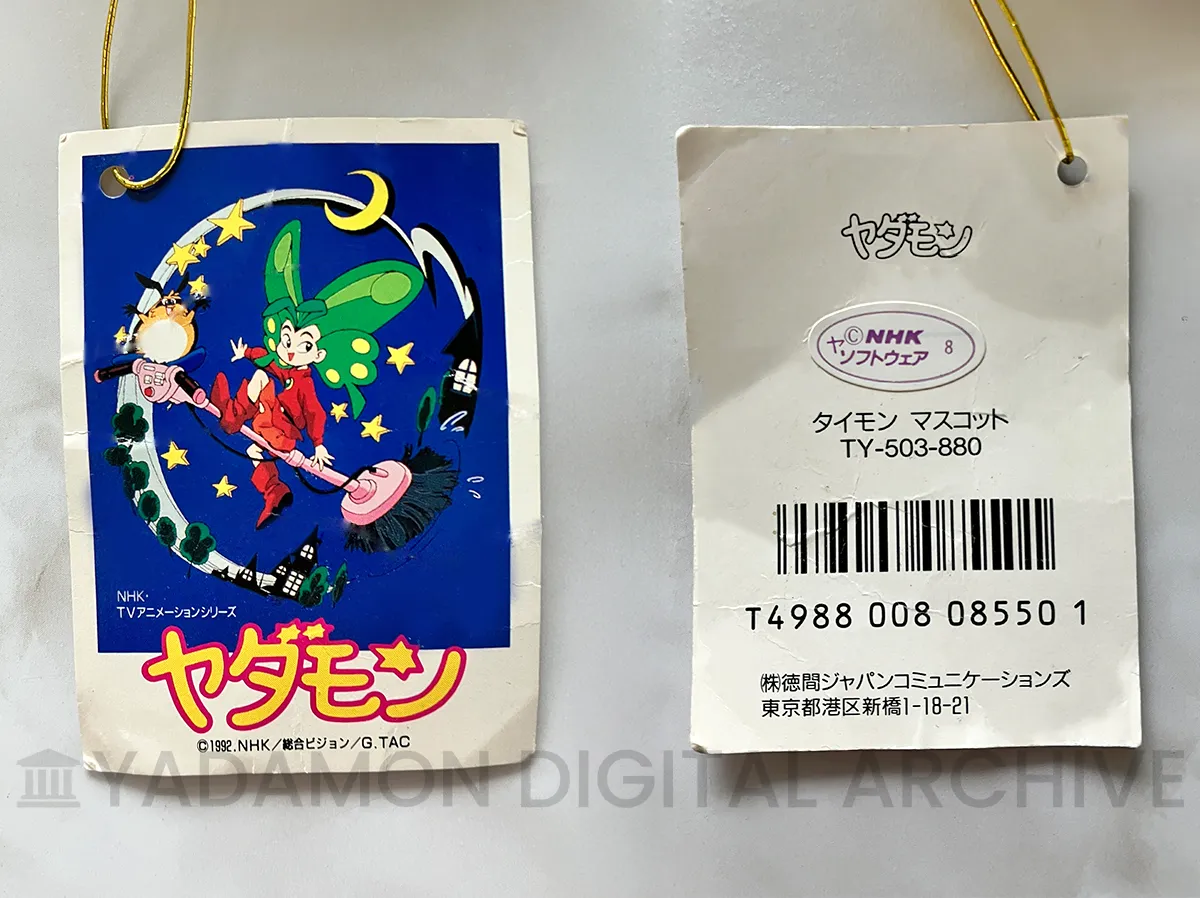 NHK・
TVアニメーションシリーズ
ヤダモン
©1992.NHK／総合ビジョン／G.TAC
ヤダモン
ヤ©NHK
ソフトウェア 8
タイモン マスコット
TY-503-880
T4988 008 08550 1
㈱徳間ジャパンコミュニケーションズ
東京都港区新橋1-18-21
YADAMON DIGITAL ARCHIVE